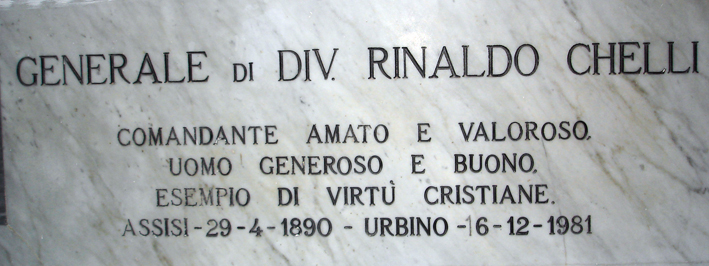 GENERALE DI DIV. RINALDO CHELLI
COMANDANTE AMATO E VALOROSO.
UOMO GENEROSO E BUONO.
ESEMPIO DI VIRTÙ CRISTIANE.
ASSISI-29-4-1890 - URBINO -16-12-1981